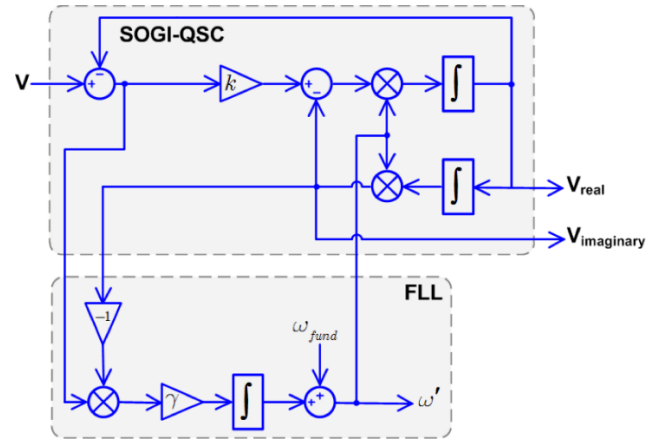 SOGI-QSC
V
+
−
k
+
−
∫
∫
V_real
V_imaginary
FLL
−1
ω_fund
γ
∫
+
+
ω′